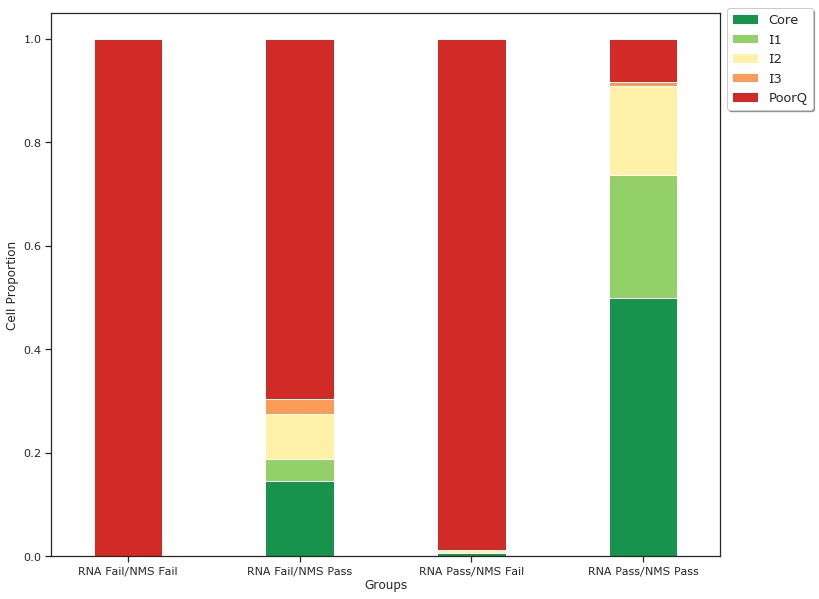 Core
I1
I2
I3
PoorQ
1.0
0.8
0.6
0.4
0.2
0.0
Cell Proportion
RNA Fail/NMS Fail
RNA Fail/NMS Pass
RNA Pass/NMS Fail
RNA Pass/NMS Pass
Groups